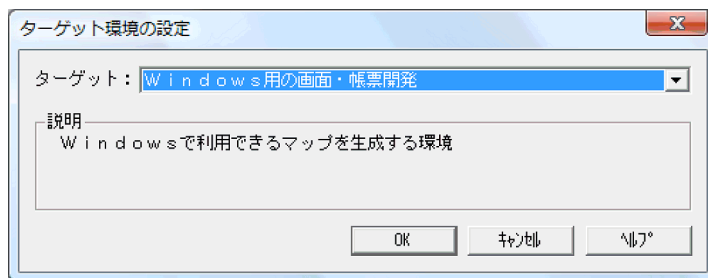 ターゲット環境の設定
ターゲット：Ｗｉｎｄｏｗｓ用の画面・帳票開発
説明
Ｗｉｎｄｏｗｓで利用できるマップを生成する環境
OK ｷｬﾝｾﾙ ﾍﾙﾌﾟ